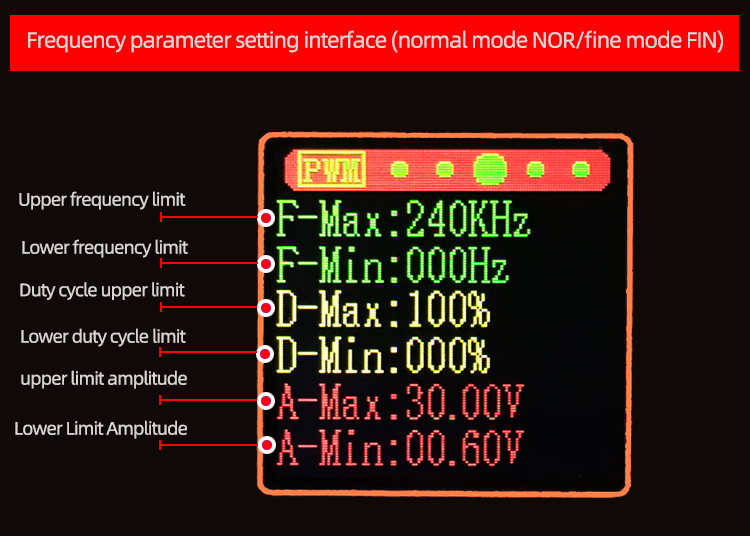 Frequency parameter setting interface (normal mode NOR/fine mode FIN)
PWM
Upper frequency limit
F-Max:240KHz
Lower frequency limit
F-Min:000Hz
Duty cycle upper limit
D-Max:100%
Lower duty cycle limit
D-Min:000%
upper limit amplitude
A-Max:30.00V
Lower Limit Amplitude
A-Min:00.60V